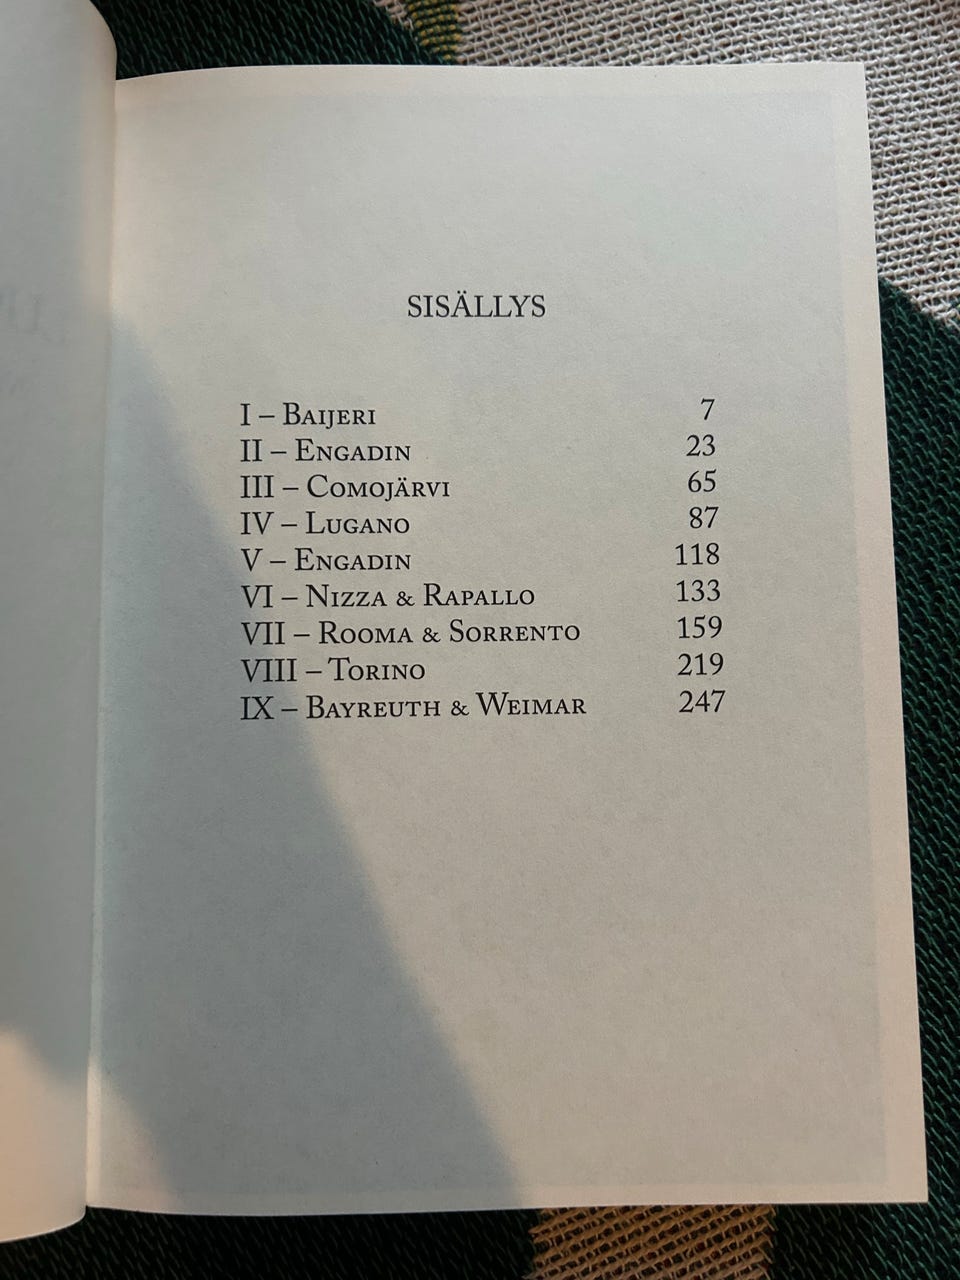 SISÄLLYS
I – Baijeri 7
II – Engadin 23
III – Comojärvi 65
IV – Lugano 87
V – Engadin 118
VI – Nizza & Rapallo 133
VII – Rooma & Sorrento 159
VIII – Torino 219
IX – Bayreuth & Weimar 247